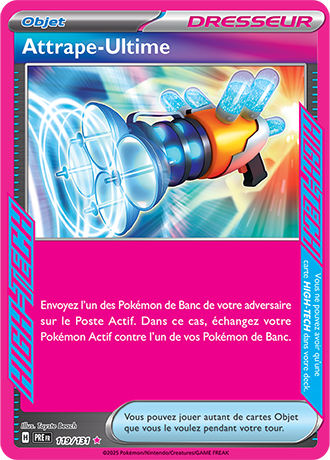 Objet
DRESSEUR
Attrape-Ultime
HIGH-TECH
HIGH-TECH
Vous ne pouvez avoir qu'une
carte HIGH-TECH dans votre deck.
Envoyez l'un des Pokémon de Banc de votre adversaire
sur le Poste Actif. Dans ce cas, échangez votre
Pokémon Actif contre l'un de vos Pokémon de Banc.
Illus. Toyste Beach
H PRE FR 119/131
Vous pouvez jouer autant de cartes Objet
que vous le voulez pendant votre tour.
©2025 Pokémon/Nintendo/Creatures/GAME FREAK